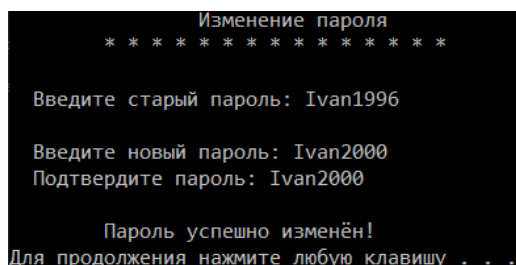 Изменение пароля
* * * * * * * * * * * * * * *
Введите старый пароль: Ivan1996
Введите новый пароль: Ivan2000
Подтвердите пароль: Ivan2000
Пароль успешно изменён!
Для продолжения нажмите любую клавишу . . .